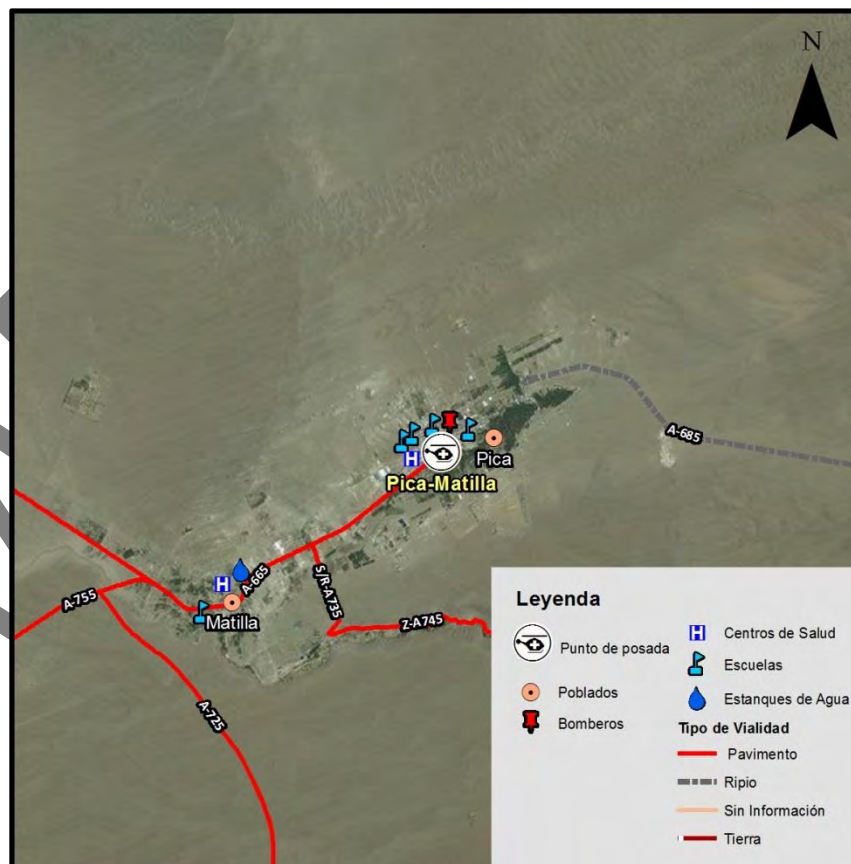 N
A-685
Pica
Pica-Matilla
A-665
S/R-A735
A-755
Matilla
Z-A745
A-725
Leyenda
Punto de posada
Poblados
Bomberos
Centros de Salud
Escuelas
Estanques de Agua
Tipo de Vialidad
Pavimento
Ripio
Sin Información
Tierra